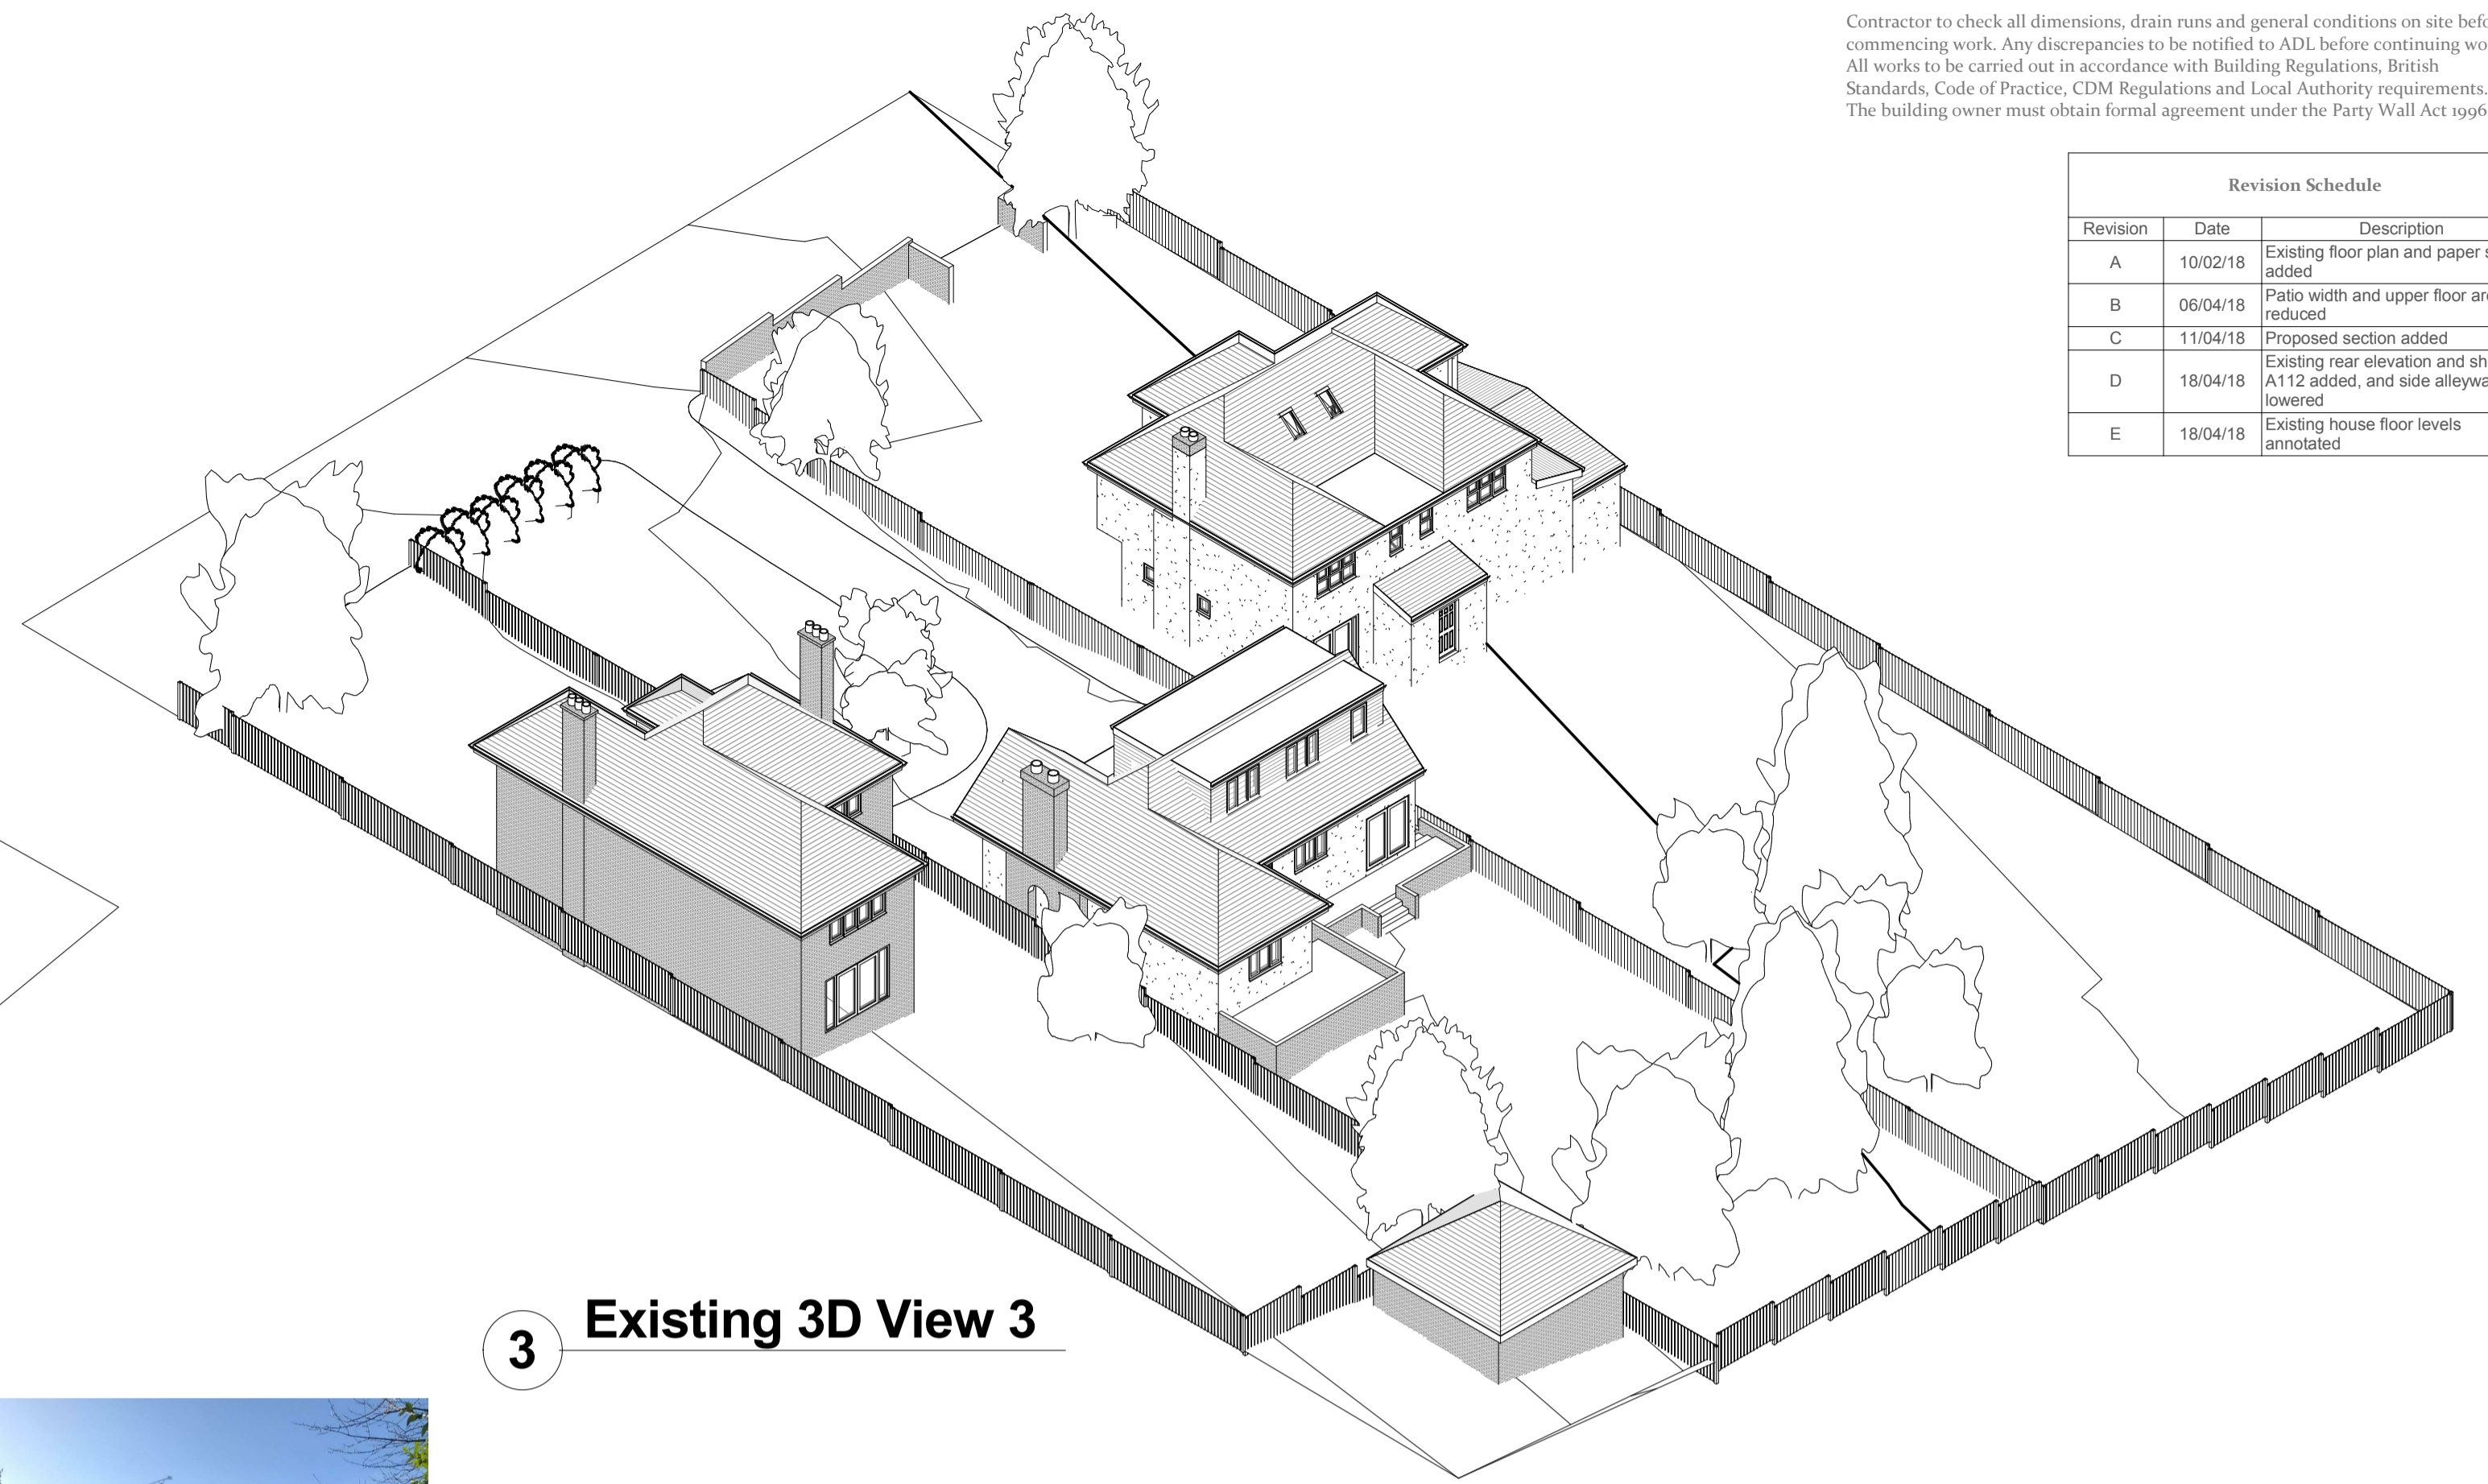 Contractor to check all dimensions, drain runs and general conditions on site
commencing work. Any discrepancies to be notified to ADL before continuing
All works to be carried out in accordance with Building Regulations, British
Standards, Code of Practice, CDM Regulations and Local Authority requirements.
The building owner must obtain formal agreement under the Party Wall Act 1996
Revision Schedule
Revision Date Description
A 10/02/18 Existing floor plan and paper
added
B 06/04/18 Patio width and upper floor
reduced
C 11/04/18 Proposed section added
D 18/04/18 Existing rear elevation and
A112 added, and side
lowered
E 18/04/18 Existing house floor levels
annotated
3 Existing 3D View 3